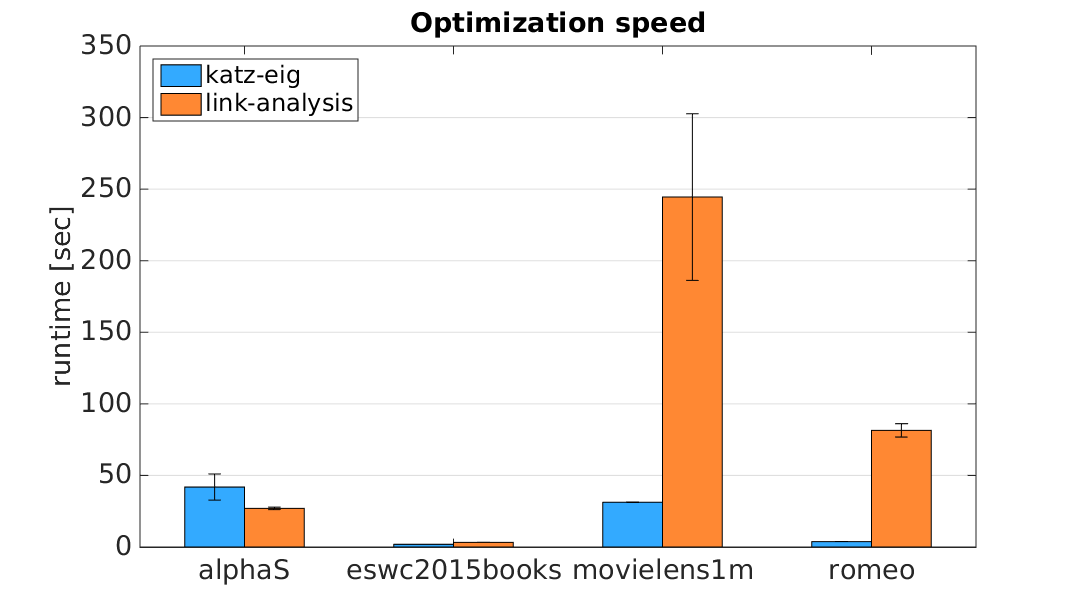 Optimization speed
350
300
250
200
150
100
50
0
runtime [sec]
katz-eig
link-analysis
alphaS eswc2015books movielens1m romeo